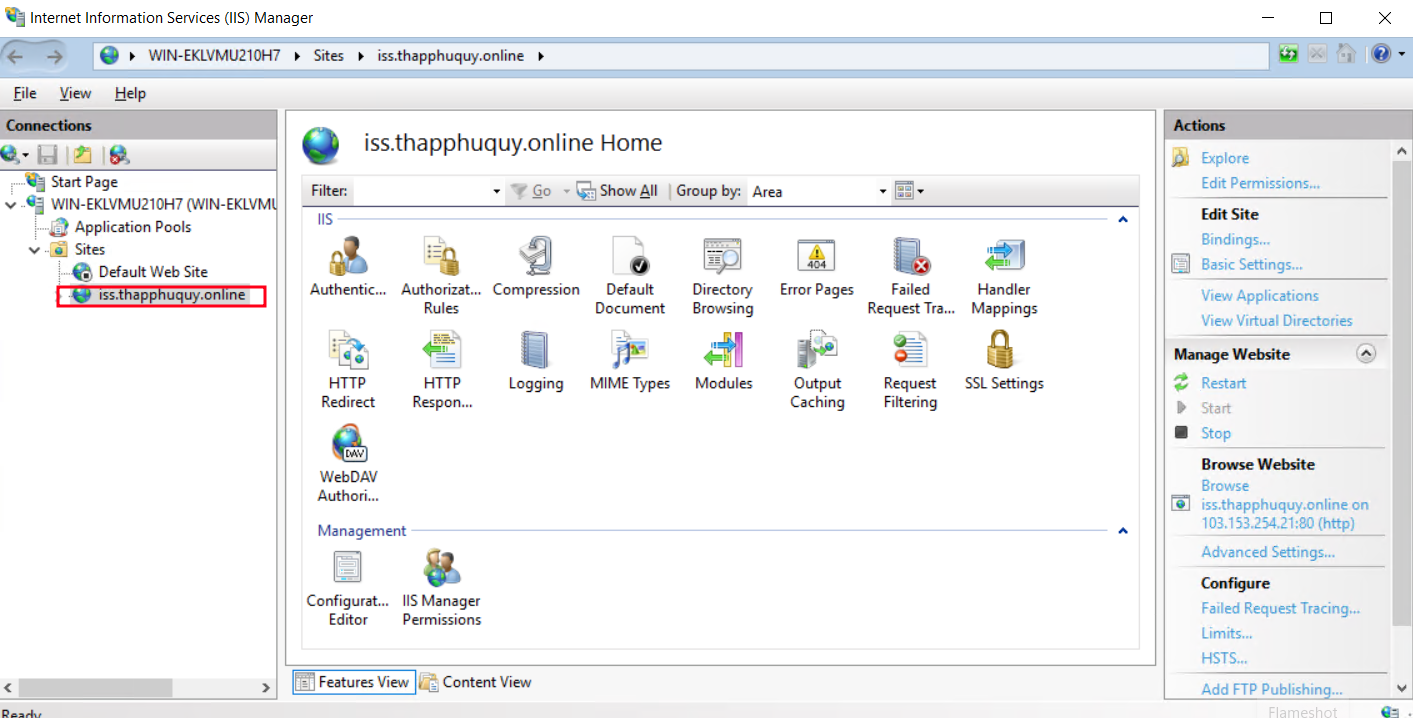 Internet Information Services (IIS) Manager
WIN-EKLVMU210H7 Sites iss.thapphuquy.online
File View Help
Connections
Start Page
WIN-EKLVMU210H7 (WIN-EKLVMU
Application Pools
Sites
Default Web Site
iss.thapphuquy.online
iss.thapphuquy.online Home
Filter: Go Show All Group by: Area
IIS
Authentic... Authorizat... Compression Default Directory Error Pages Failed Handler
Rules Document Browsing Request Tra... Mappings
404
HTTP HTTP Logging MIME Types Modules Output Request SSL Settings
Redirect Respon... Caching Filtering
DAV
WebDAV
Authori...
Management
Configurat... IIS Manager
Editor Permissions
Features View Content View
Actions
Explore
Edit Permissions...
Edit Site
Bindings...
Basic Settings...
View Applications
View Virtual Directories
Manage Website
Restart
Start
Stop
Browse Website
Browse
iss.thapphuquy.online on
103.153.254.21:80 (http)
Advanced Settings...
Configure
Failed Request Tracing...
Limits...
HSTS...
Add FTP Publishing...
Ready
Flameshot